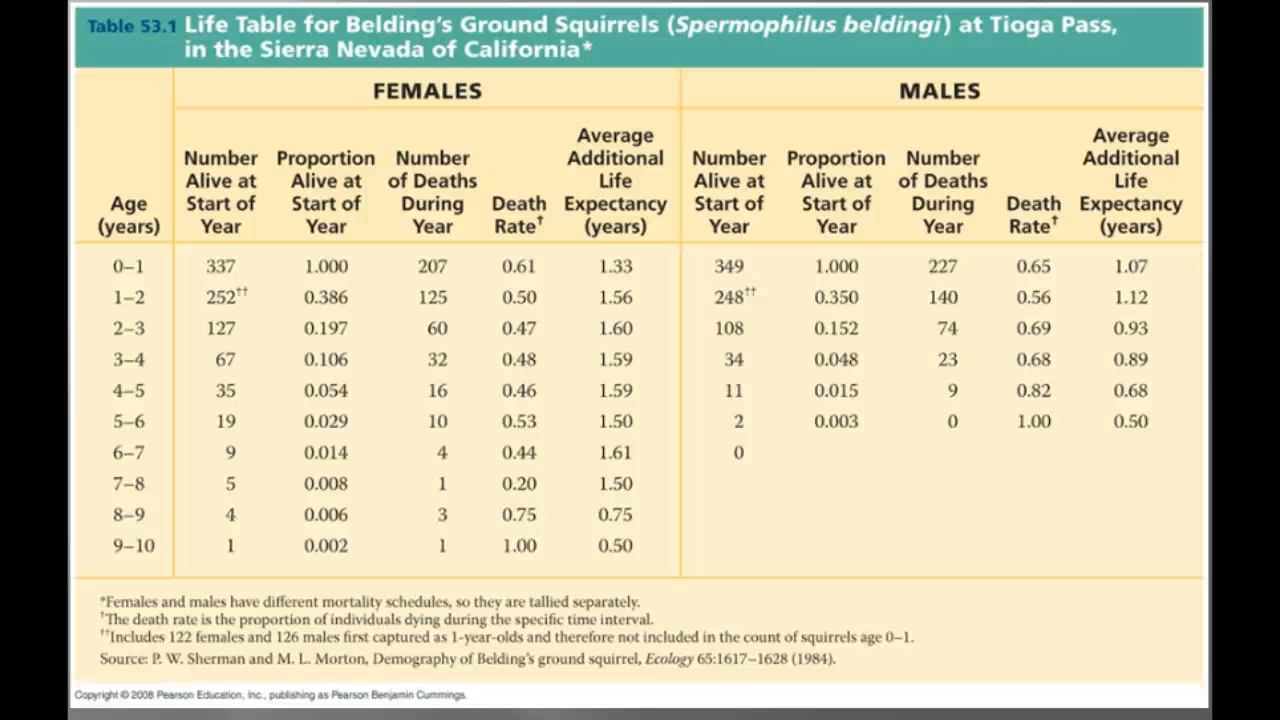 Table 53.1 Life Table for Belding's Ground Squirrels (Spermophilus beldingi) at Tioga Pass,
in the Sierra Nevada of California*
FEMALES MALES
Average Average
Number Proportion Number Additional Number Proportion Number Additional
Alive at Alive at of Deaths Life Alive at Alive at of Deaths Life
Age Start of Start of During Death Expectancy Start of Start of During Death Expectancy
(years) Year Year Year Rate† (years) Year Year Year Rate† (years)
0–1 337 1.000 207 0.61 1.33 349 1.000 227 0.65 1.07
1–2 252†† 0.386 125 0.50 1.56 248†† 0.350 140 0.56 1.12
2–3 127 0.197 60 0.47 1.60 108 0.152 74 0.69 0.93
3–4 67 0.106 32 0.48 1.59 34 0.048 23 0.68 0.89
4–5 35 0.054 16 0.46 1.59 11 0.015 9 0.82 0.68
5–6 19 0.029 10 0.53 1.50 2 0.003 0 1.00 0.50
6–7 9 0.014 4 0.44 1.61 0
7–8 5 0.008 1 0.20 1.50
8–9 4 0.006 3 0.75 0.75
9–10 1 0.002 1 1.00 0.50
*Females and males have different mortality schedules, so they are tallied separately.
†The death rate is the proportion of individuals dying during the specific time interval.
††Includes 122 females and 126 males first captured as 1-year-olds and therefore not included in the count of squirrels age 0–1.
Source: P. W. Sherman and M. L. Morton, Demography of Belding's ground squirrel, Ecology 65:1617–1628 (1984).
Copyright © 2008 Pearson Education, Inc., publishing as Pearson Benjamin Cummings.